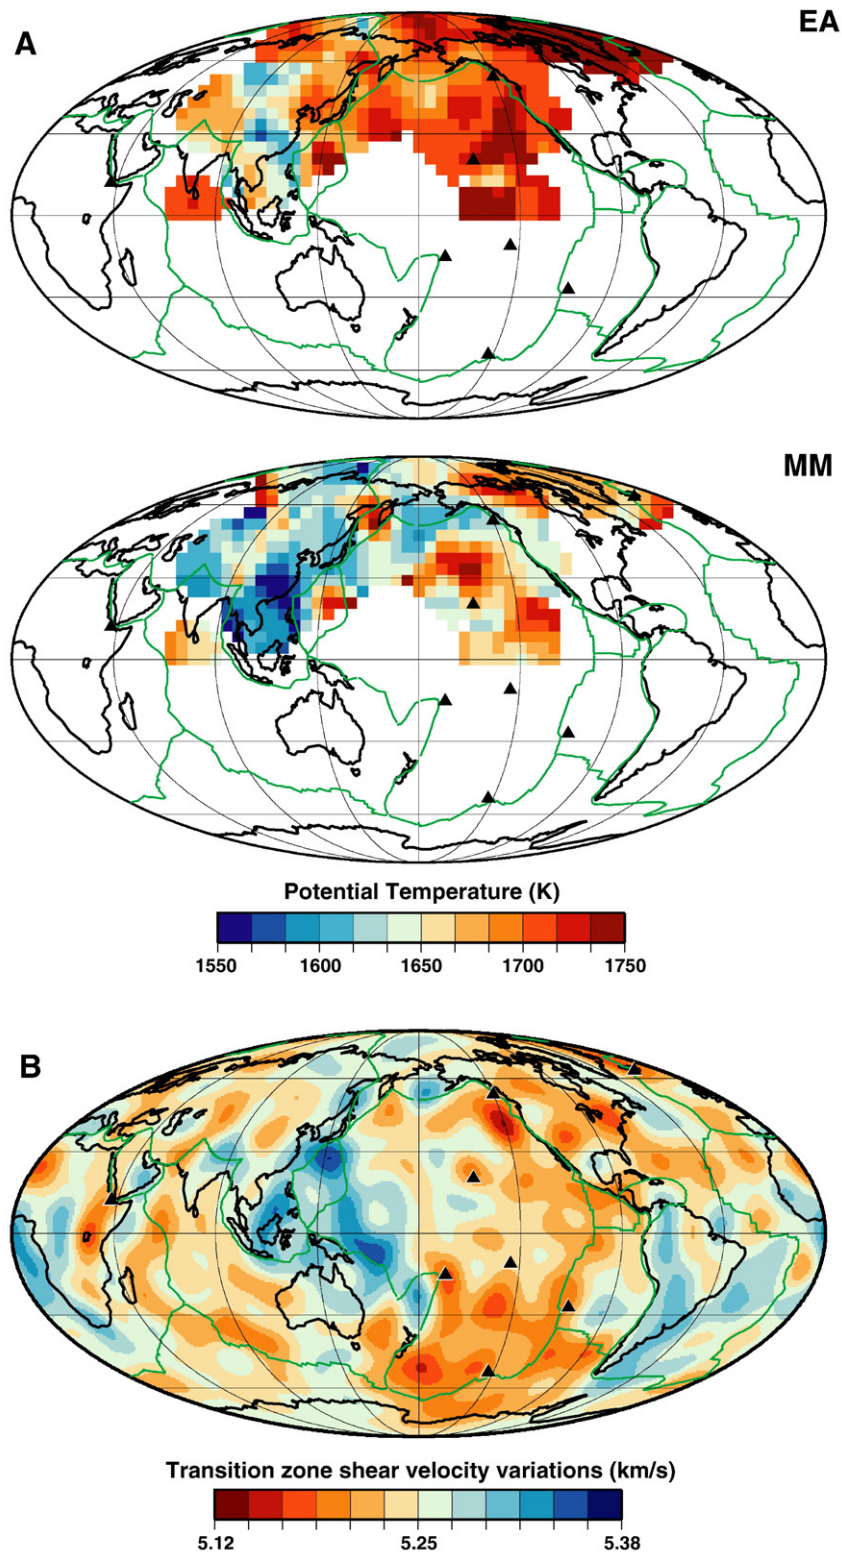 A
EA
MM
Potential Temperature (K)
1550 1600 1650 1700 1750
B
Transition zone shear velocity variations (km/s)
5.12 5.25 5.38